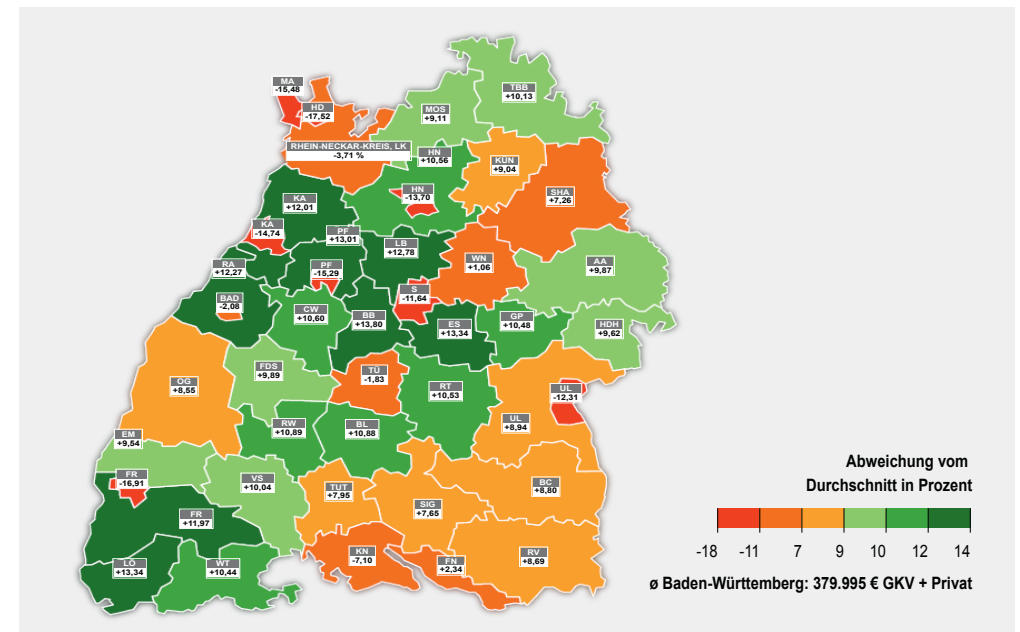 MA
-15,48
HD
-17,52
TBB
+10,13
MOS
+9,11
RHEIN-NECKAR-KREIS, LK
-3,71 %
HN
+10,56
KUN
+9,04
HN
-13,70
SHA
+7,26
KA
+12,01
KA
-14,74
PF
+13,01
LB
+12,78
WN
+1,06
AA
+9,87
RA
+12,27
PF
-15,29
S
-11,64
BAD
-2,08
CW
+10,60
BB
+13,80
ES
+13,34
GP
+10,48
HDH
+9,62
FDS
+9,89
TÜ
-1,83
OG
+8,55
RT
+10,53
UL
-12,31
UL
+8,94
RW
+10,89
BL
+10,88
EM
+9,54
FR
-16,91
VS
+10,04
TUT
+7,95
BC
+8,80
SIG
+7,65
FR
+11,97
KN
-7,10
FN
+2,34
RV
+8,69
LÖ
+13,34
WT
+10,44
Abweichung vom
Durchschnitt in Prozent
-18 -11 7 9 10 12 14
ø Baden-Württemberg: 379.995 € GKV + Privat